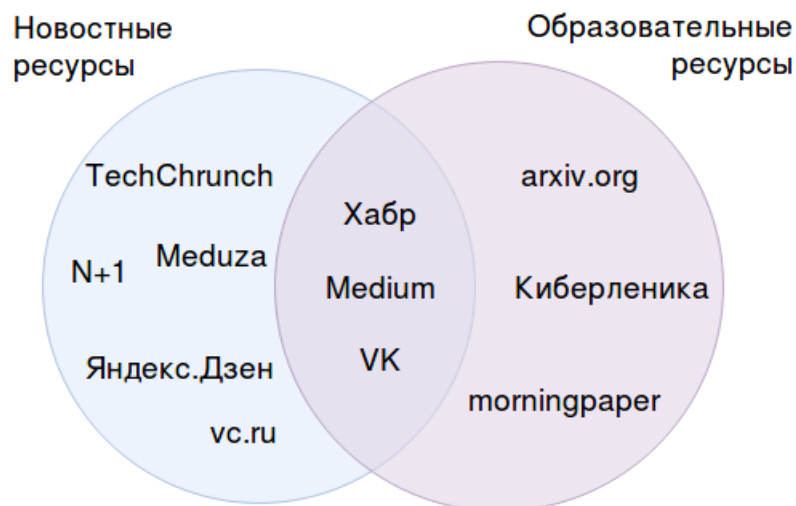 Новостные
ресурсы
Образовательные
ресурсы
TechChrunch
N+1
Meduza
Яндекс.Дзен
vc.ru
Хабр
Medium
VK
arxiv.org
Киберленика
morningpaper